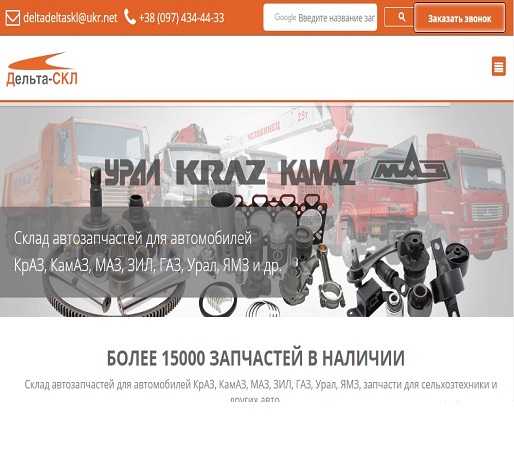 deltadeltaskl@ukr.net +38 (097) 434-44-33 Введите название зап Заказать звонок
Дельта-СКЛ
ЧЕЛЯБИНЕЦ 25т
УРАЛ KRAZ KAMAZ МАЗ
Склад автозапчастей для автомобилей
КрАЗ, КамАЗ, МАЗ, ЗИЛ, ГАЗ, Урал, ЯМЗ и др.
БОЛЕЕ 15000 ЗАПЧАСТЕЙ В НАЛИЧИИ
Склад автозапчастей для автомобилей КрАЗ, КамАЗ, МАЗ, ЗИЛ, ГАЗ, Урал, ЯМЗ, запчасти для сельхозтехники и
других авто